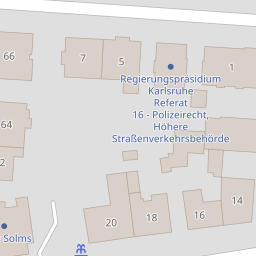 66
7
5
1
Regierungspräsidium
Karlsruhe
Referat
16 - Polizeirecht,
Höhere
Straßenverkehrsbehörde
64
2
14
20
18
16
Solms